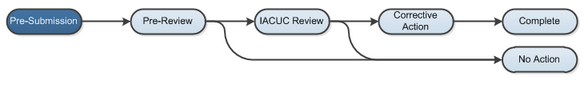 Pre-Submission
Pre-Review
IACUC Review
Corrective
Action
Complete
No Action